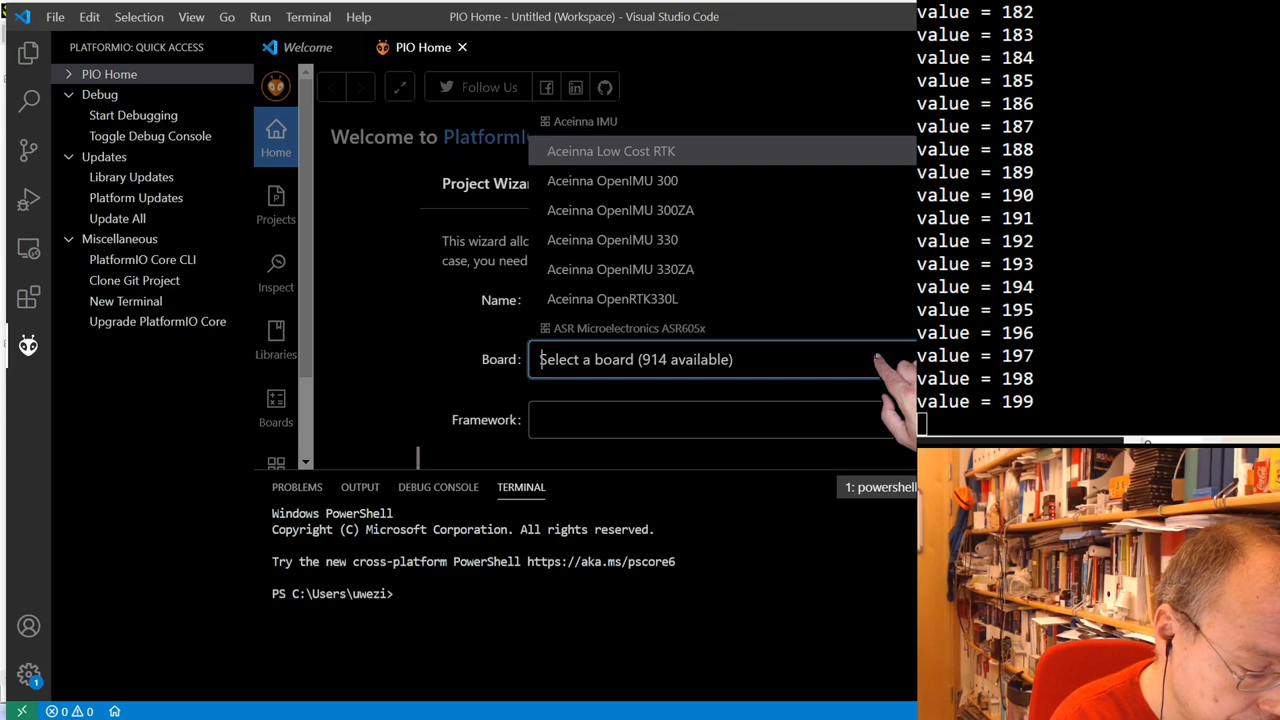 File Edit Selection View Go Run Terminal Help
PIO Home - Untitled (Workspace) - Visual Studio Code
PLATFORMIO: QUICK ACCESS
PIO Home
Debug
Start Debugging
Toggle Debug Console
Updates
Library Updates
Platform Updates
Update All
Miscellaneous
PlatformIO Core CLI
Clone Git Project
New Terminal
Upgrade PlatformIO Core
Welcome
PIO Home
Home
Projects
Inspect
Libraries
Boards
Follow Us
Welcome to PlatformI
Project Wiza
This wizard allo
case, you need
Name:
Aceinna IMU
Aceinna Low Cost RTK
Aceinna OpenIMU 300
Aceinna OpenIMU 300ZA
Aceinna OpenIMU 330
Aceinna OpenIMU 330ZA
Aceinna OpenRTK330L
ASR Microelectronics ASR605x
Board: Select a board (914 available)
Framework:
PROBLEMS OUTPUT DEBUG CONSOLE TERMINAL
1: powershell
Windows PowerShell
Copyright (C) Microsoft Corporation. All rights reserved.
Try the new cross-platform PowerShell https://aka.ms/pscore6
PS C:\Users\uwezi>
1
0 0
value = 182
value = 183
value = 184
value = 185
value = 186
value = 187
value = 188
value = 189
value = 190
value = 191
value = 192
value = 193
value = 194
value = 195
value = 196
value = 197
value = 198
value = 199